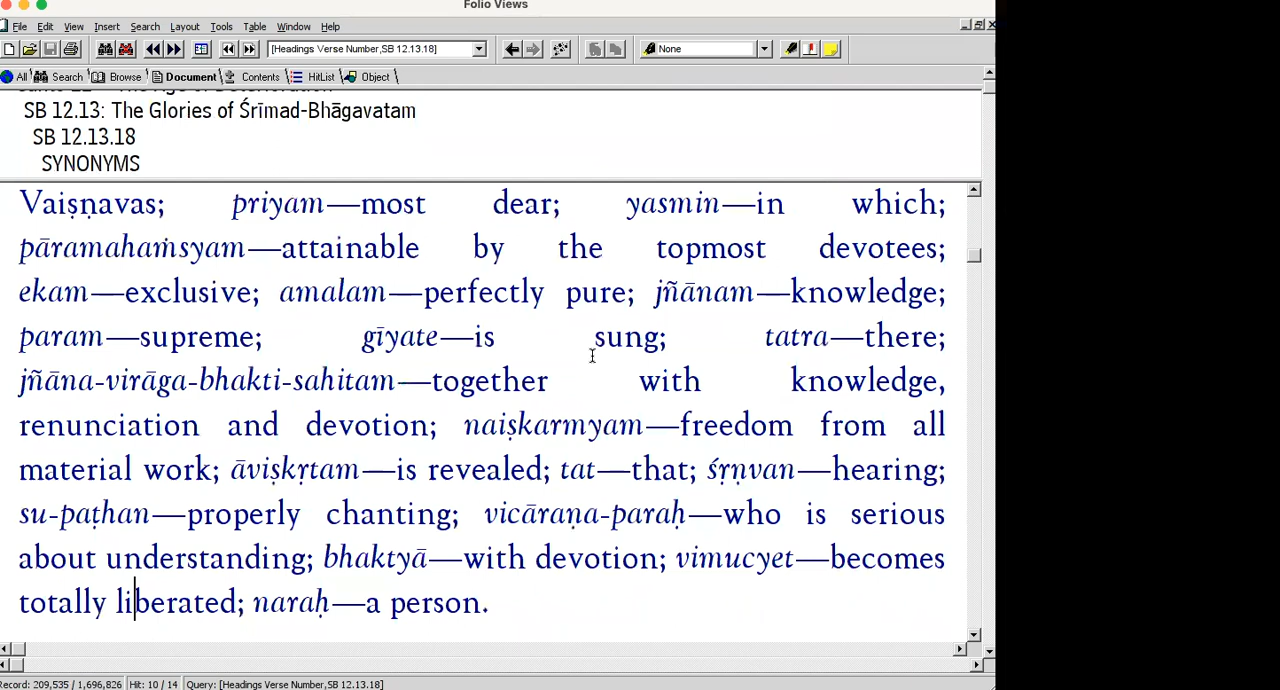 Folio Views
File Edit View Insert Search Layout Tools Table Window Help
[Headings Verse Number,SB 12.13.18] None
All Search Browse Document Contents HitList Object
SB 12.13: The Glories of Śrīmad-Bhāgavatam
SB 12.13.18
SYNONYMS
Vaiṣṇavas; priyam—most dear; yasmin—in which;
pāramahaṁsyam—attainable by the topmost devotees;
ekam—exclusive; amalam—perfectly pure; jñānam—knowledge;
param—supreme; gīyate—is sung; tatra—there;
jñāna-virāga-bhakti-sahitam—together with knowledge,
renunciation and devotion; naiṣkarmyam—freedom from all
material work; āviṣkṛtam—is revealed; tat—that; śṛṇvan—hearing;
su-paṭhan—properly chanting; vicāraṇa-paraḥ—who is serious
about understanding; bhaktyā—with devotion; vimucyet—becomes
totally liberated; naraḥ—a person.
Record: 209,535 / 1,696,826 Hit: 10 / 14 Query: [Headings Verse Number,SB 12.13.18]